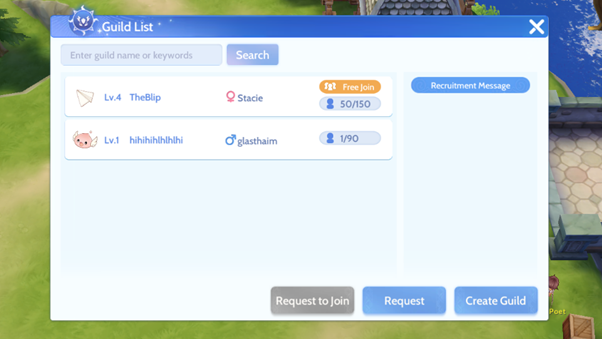 Guild List
Enter guild name or keywords
Search
Lv.4 TheBlip
Stacie
Free Join
50/150
Lv.1 hihihihlhlhlhi
glasthaim
1/90
Recruitment Message
Request to Join
Request
Create Guild
Poet